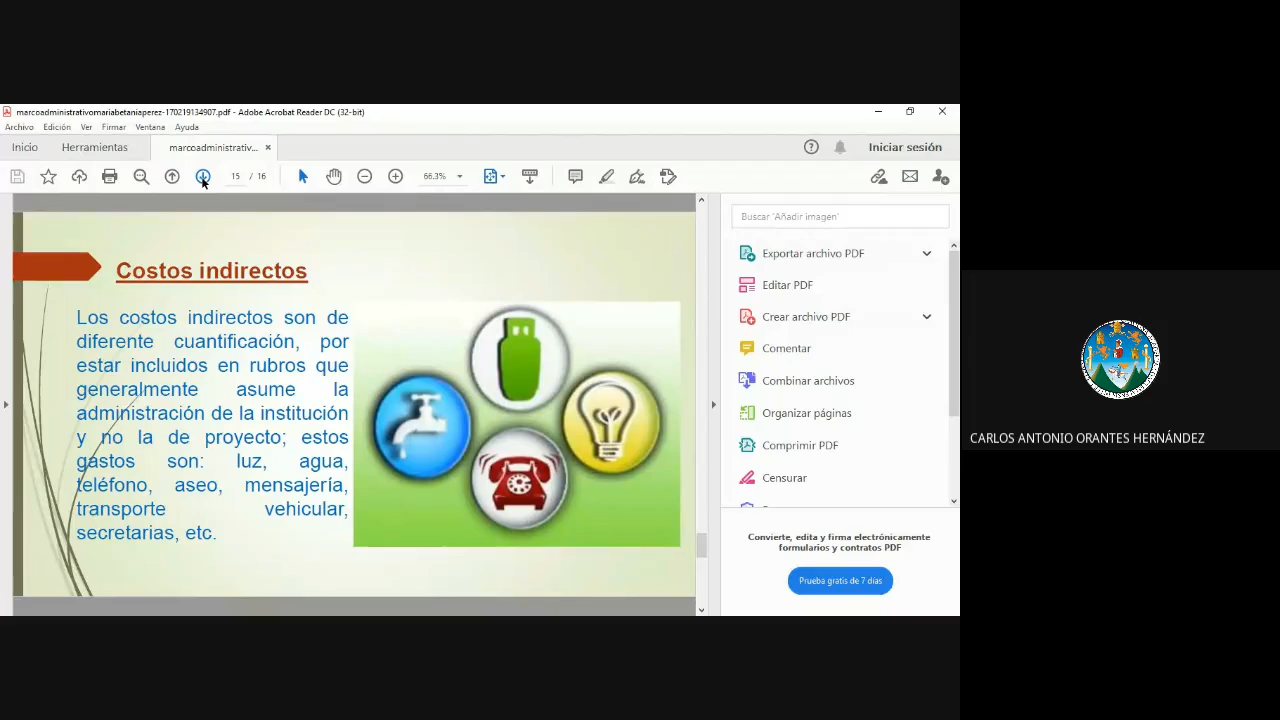 marcoadministrativomariabetaniaperez-170219134907.pdf - Adobe Acrobat Reader DC (32-bit)
Archivo Edición Ver Firmar Ventana Ayuda
Inicio Herramientas marcoadministrativ... Iniciar sesión
15 / 16 66.3%
Costos indirectos
Los costos indirectos son de
diferente cuantificación, por
estar incluidos en rubros que
generalmente asume la
administración de la institución
y no la de proyecto; estos
gastos son: luz, agua,
teléfono, aseo, mensajería,
transporte vehicular,
secretarias, etc.
Buscar 'Añadir imagen'
Exportar archivo PDF
Editar PDF
Crear archivo PDF
Comentar
Combinar archivos
Organizar páginas
Comprimir PDF
Censurar
Convierte, edita y firma electrónicamente
formularios y contratos PDF
Prueba gratis de 7 días
CARLOS ANTONIO ORANTES HERNÁNDEZ